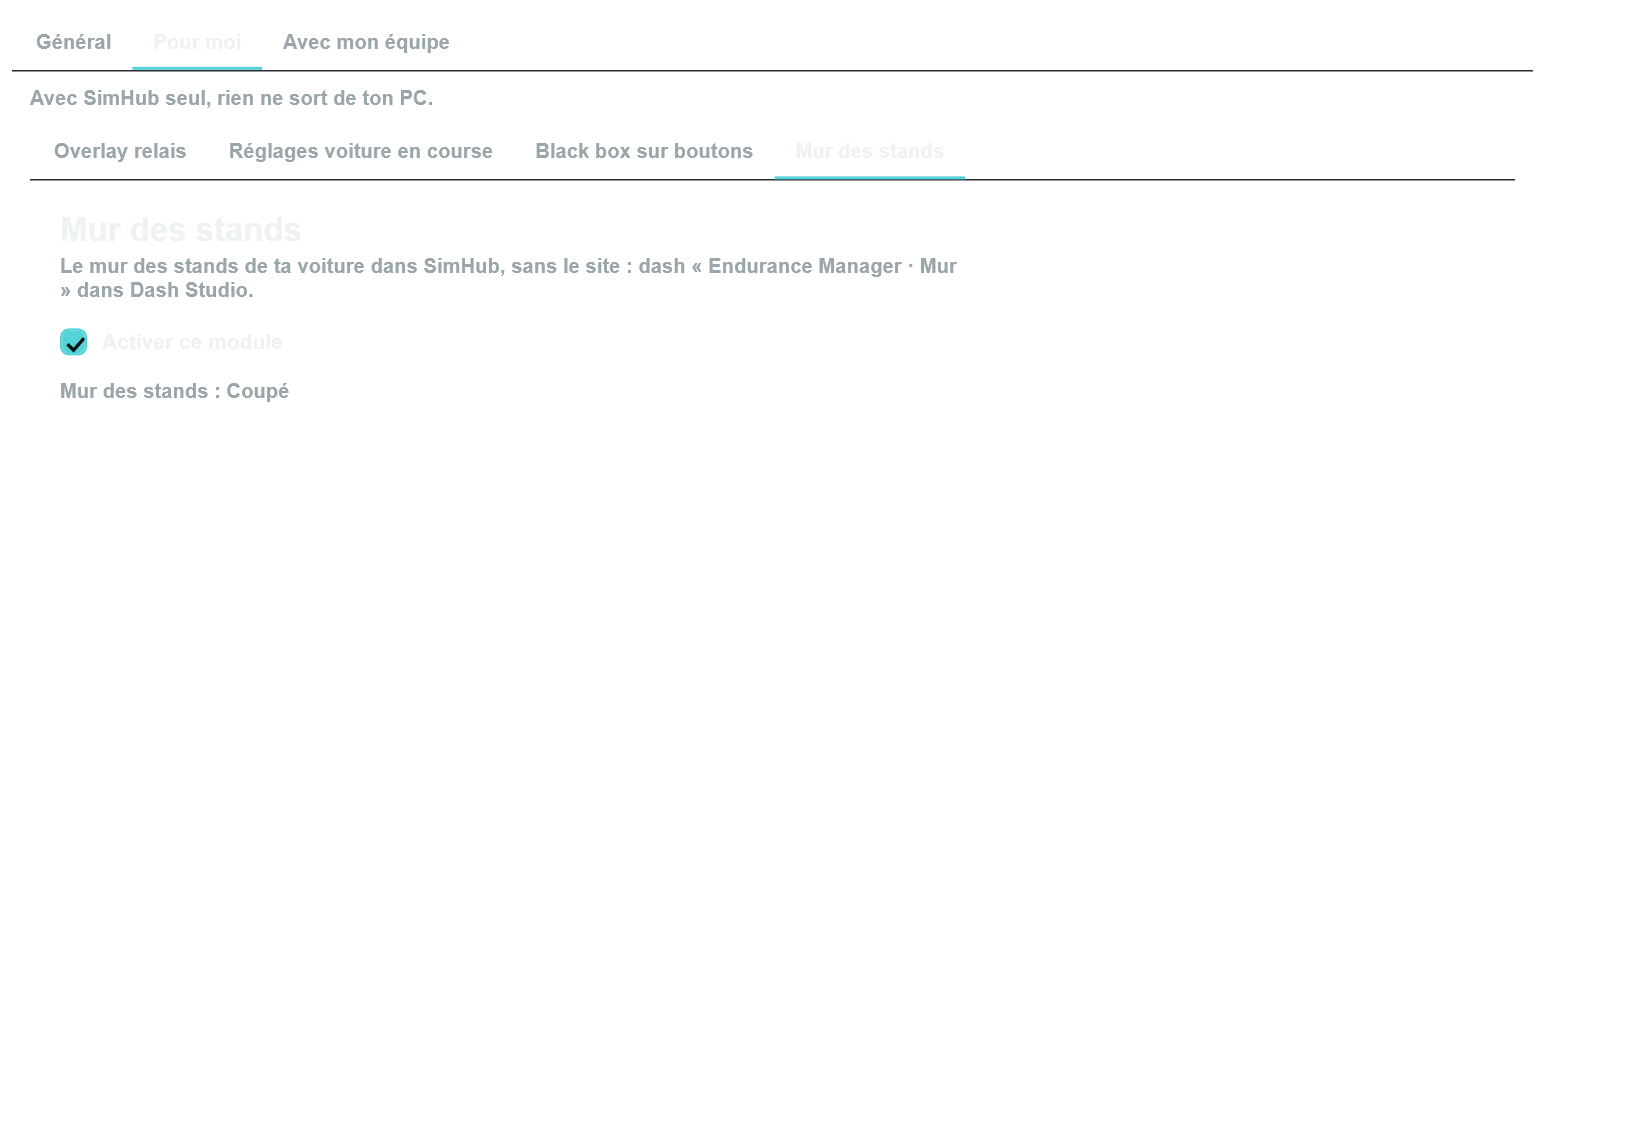 Général Pour moi Avec mon équipe
Avec SimHub seul, rien ne sort de ton PC.
Overlay relais Réglages voiture en course Black box sur boutons Mur des stands
Mur des stands
Le mur des stands de ta voiture dans SimHub, sans le site : dash « Endurance Manager · Mur
» dans Dash Studio.
Activer ce module
Mur des stands : Coupé